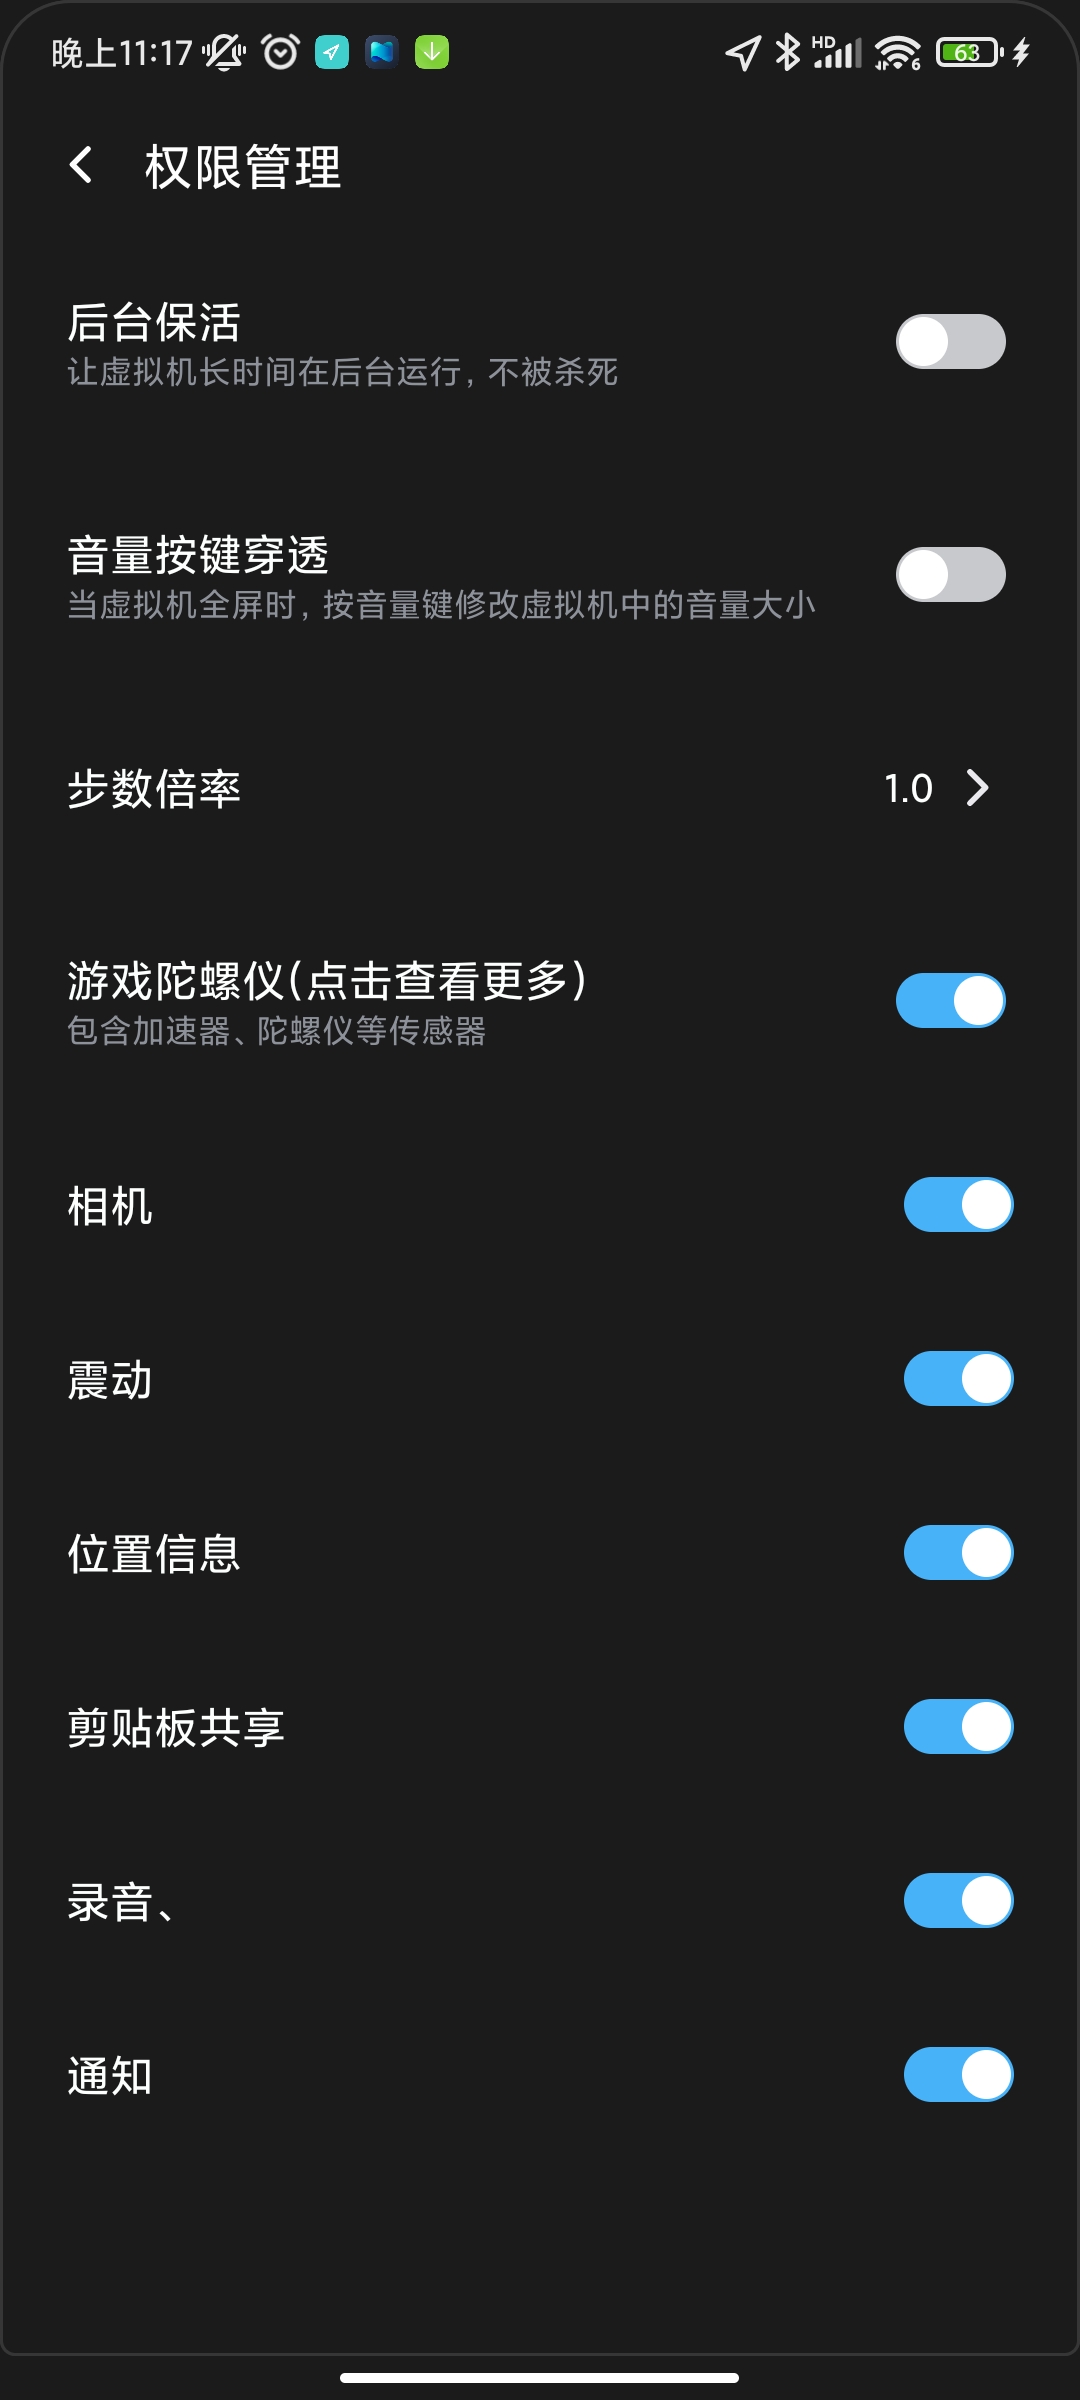 晚上11:17
HD
6
63
权限管理
后台保活
让虚拟机长时间在后台运行，不被杀死
音量按键穿透
当虚拟机全屏时，按音量键修改虚拟机中的音量大小
步数倍率
1.0
游戏陀螺仪(点击查看更多)
包含加速器、陀螺仪等传感器
相机
震动
位置信息
剪贴板共享
录音、
通知